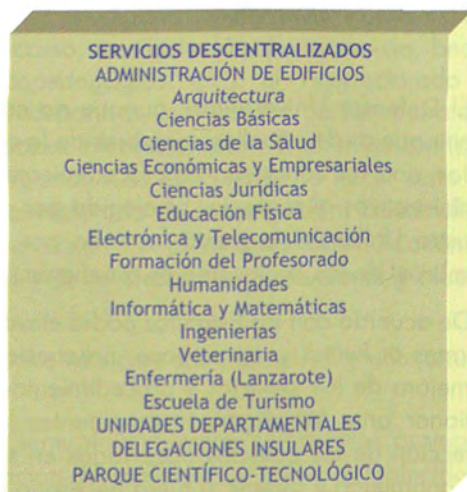 SERVICIOS DESCENTRALIZADOS
ADMINISTRACIÓN DE EDIFICIOS
Arquitectura
Ciencias Básicas
Ciencias de la Salud
Ciencias Económicas y Empresariales
Ciencias Jurídicas
Educación Física
Electrónica y Telecomunicación
Formación del Profesorado
Humanidades
Informática y Matemáticas
Ingenierías
Veterinaria
Enfermería (Lanzarote)
Escuela de Turismo
UNIDADES DEPARTAMENTALES
DELEGACIONES INSULARES
PARQUE CIENTÍFICO-TECNOLÓGICO